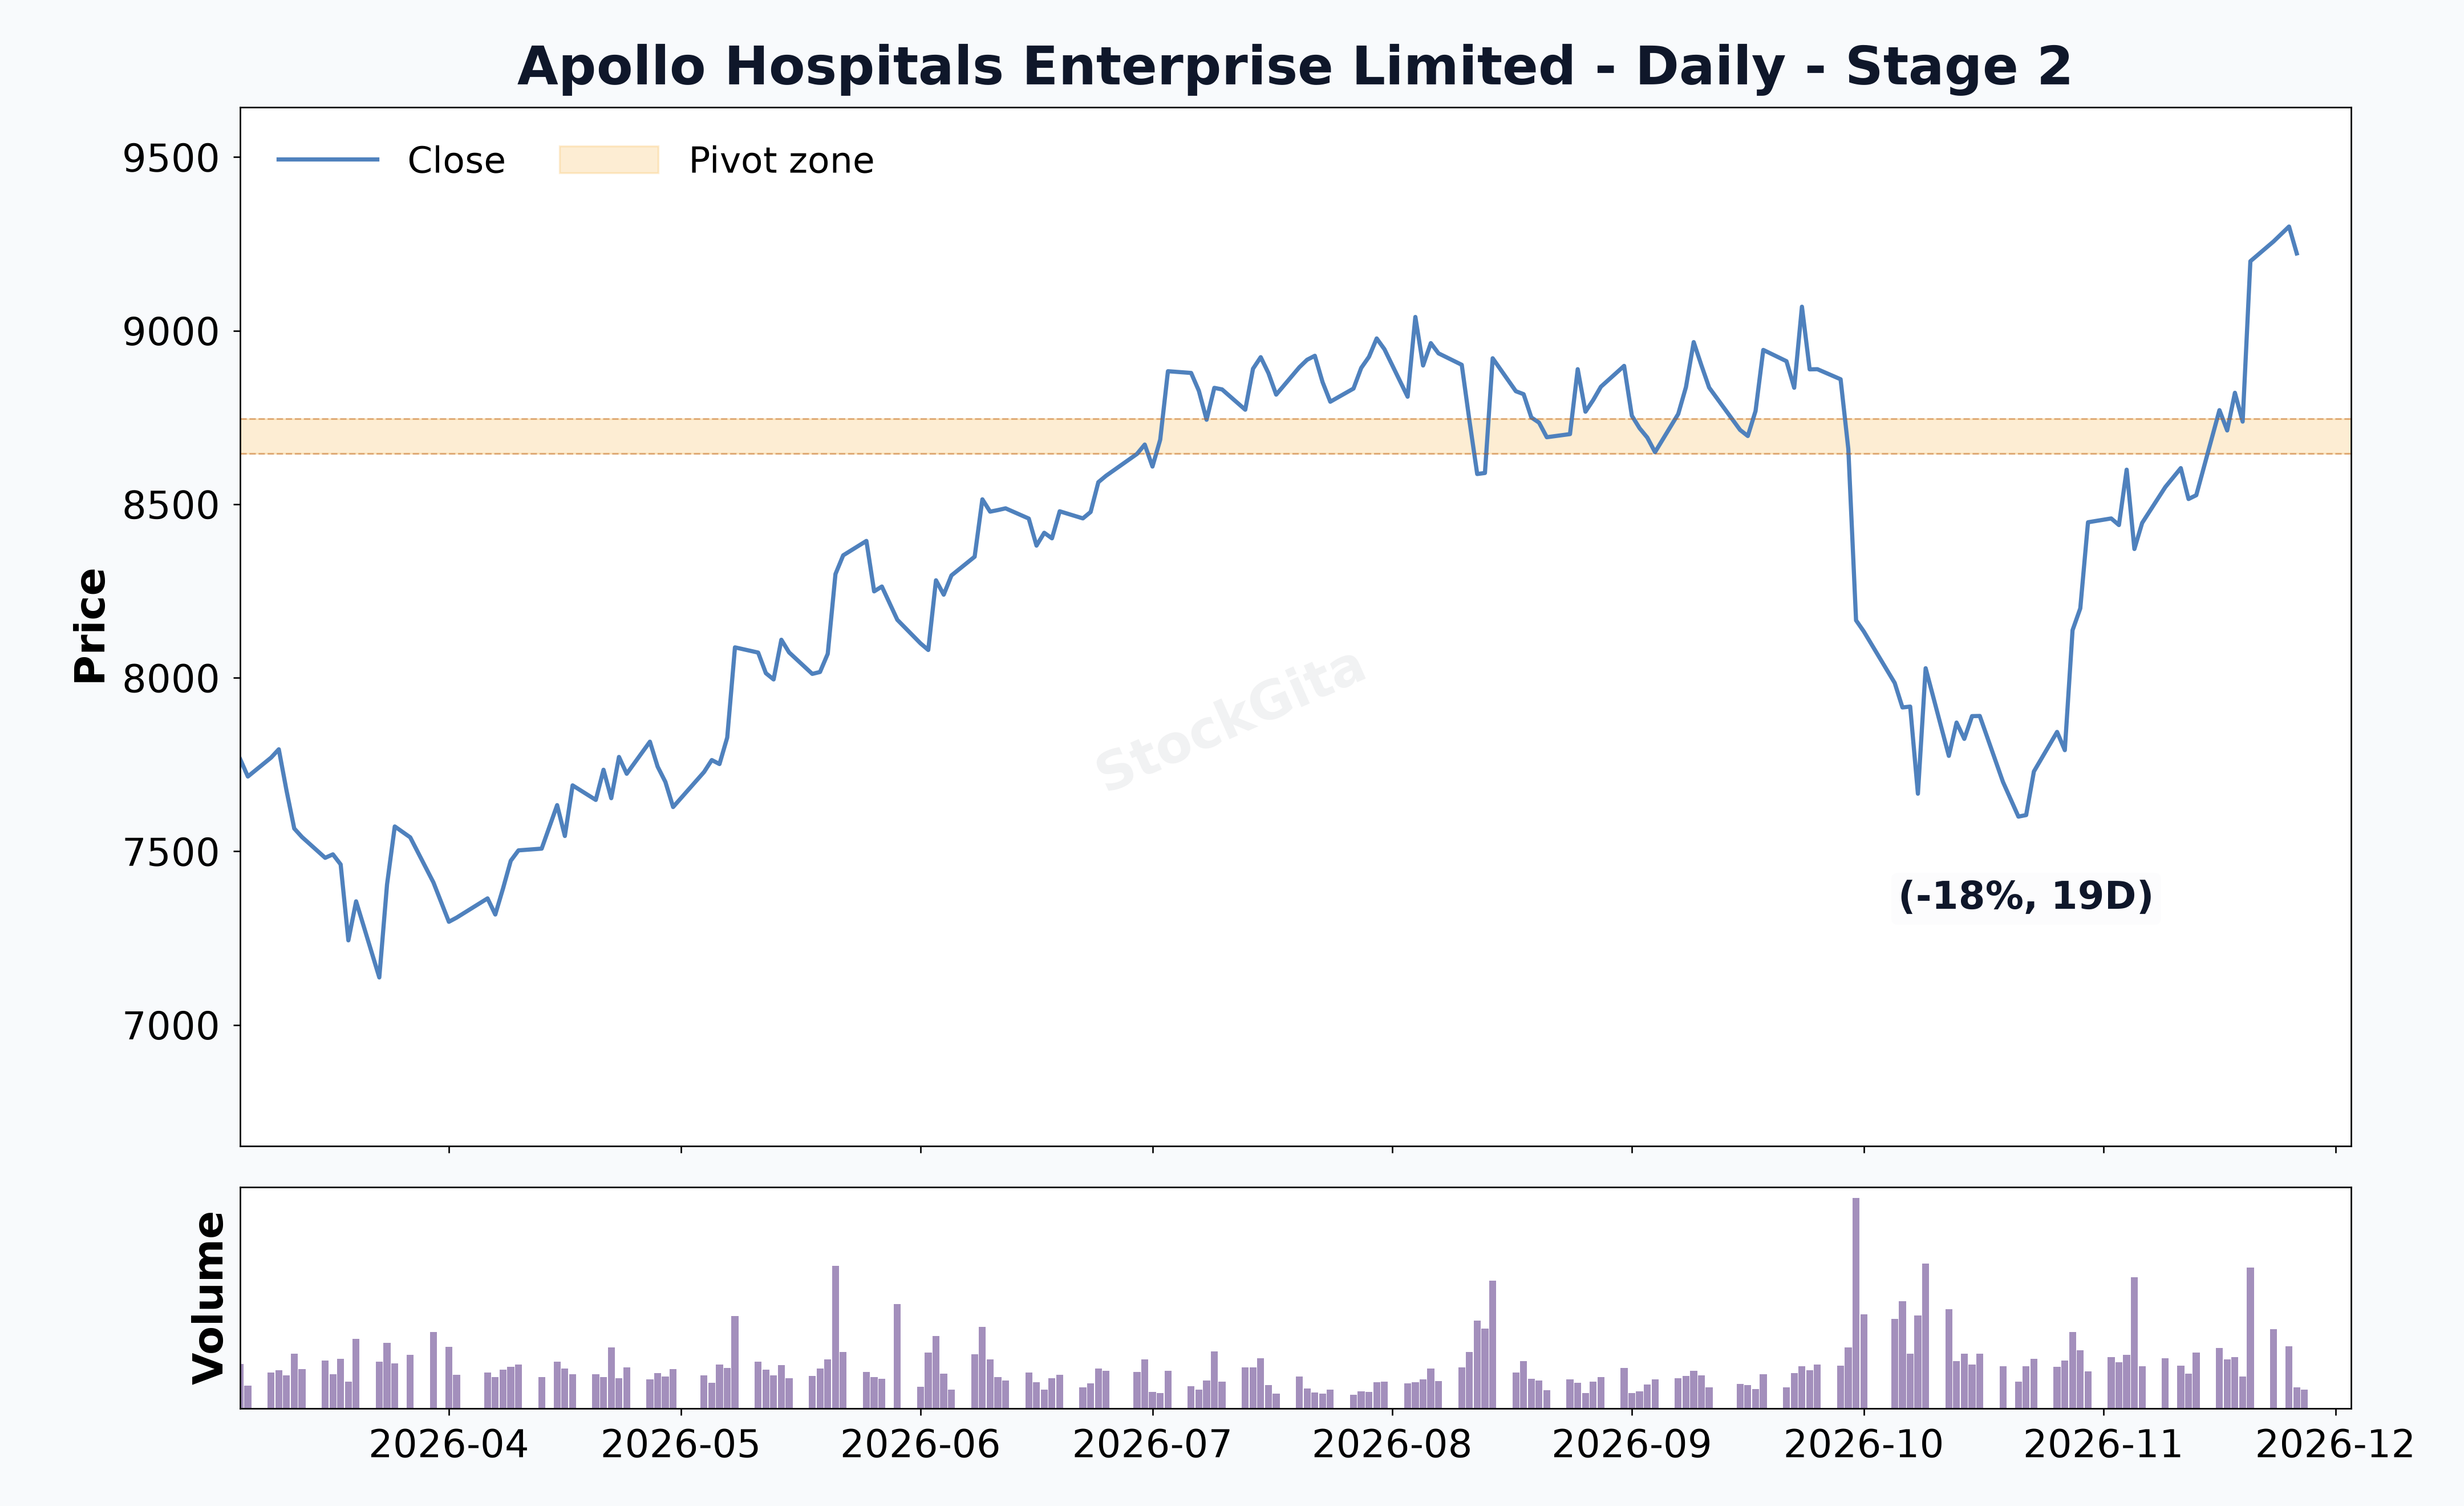 Apollo Hospitals Enterprise Limited - Daily - Stage 2
Close
Pivot zone
9500
9000
8500
8000
7500
7000
Price
StockGita
(-18%, 19D)
Volume
2026-04
2026-05
2026-06
2026-07
2026-08
2026-09
2026-10
2026-11
2026-12